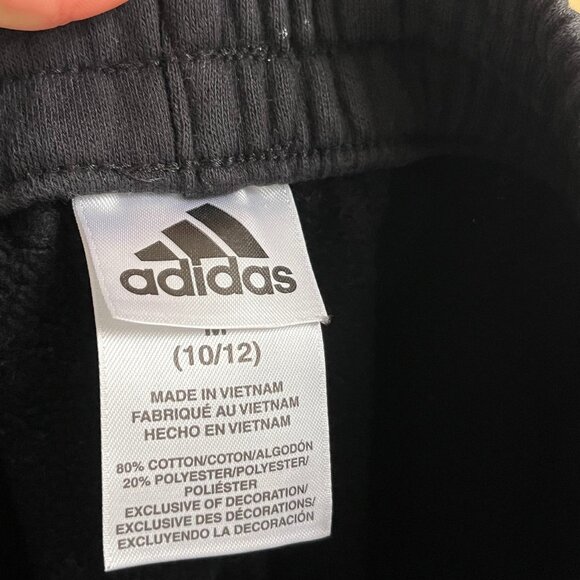 adidas
M
(10/12)
MADE IN VIETNAM
FABRIQUÉ AU VIETNAM
HECHO EN VIETNAM
80% COTTON/COTON/ALGODÓN
20% POLYESTER/POLYESTER/
POLIÉSTER
EXCLUSIVE OF DECORATION/
EXCLUSIVE DES DÉCORATIONS/
EXCLUYENDO LA DECORACIÓN